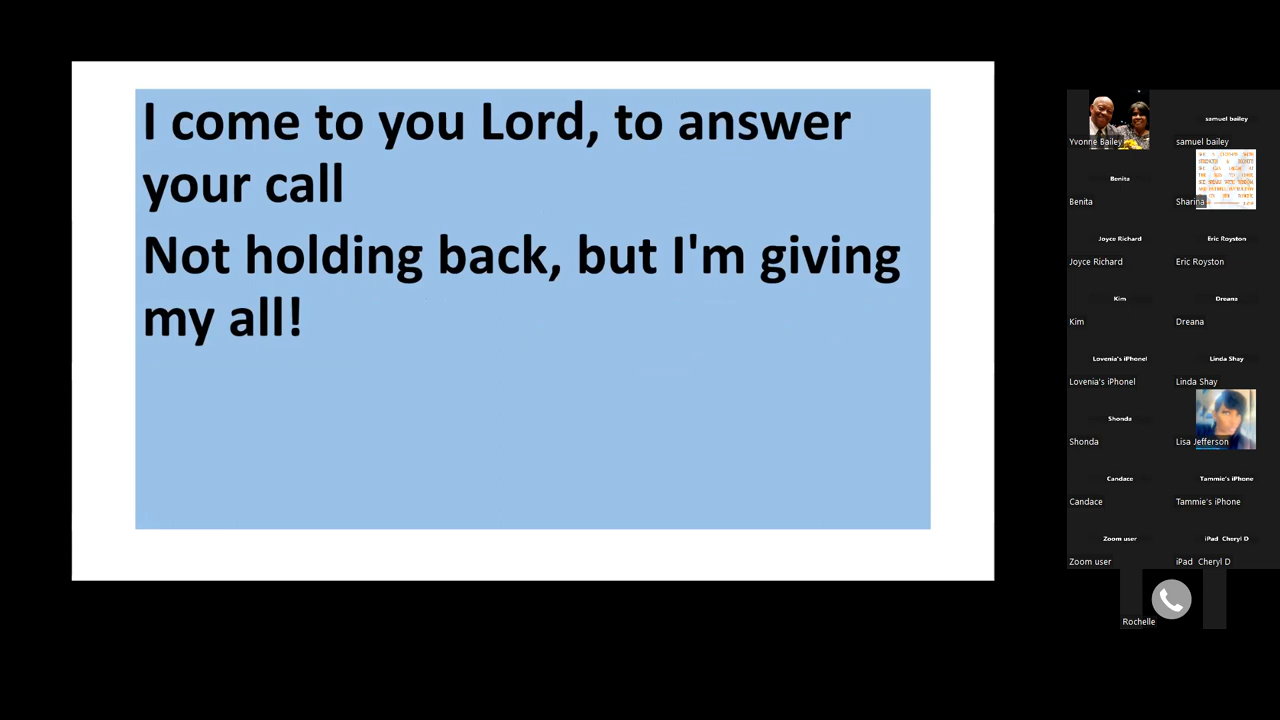 I come to you Lord, to answer
your call
Not holding back, but I'm giving
my all!
Yvonne Bailey
samuel bailey
samuel bailey
Benita
Benita
Sharina
Joyce Richard
Joyce Richard
Eric Royston
Eric Royston
Kim
Kim
Dreana
Dreana
Lovenia's iPhonel
Lovenia's iPhonel
Linda Shay
Linda Shay
Shonda
Shonda
Lisa Jefferson
Candace
Candace
Tammie's iPhone
Tammie's iPhone
Zoom user
Zoom user
iPad Cheryl D
iPad Cheryl D
Rochelle